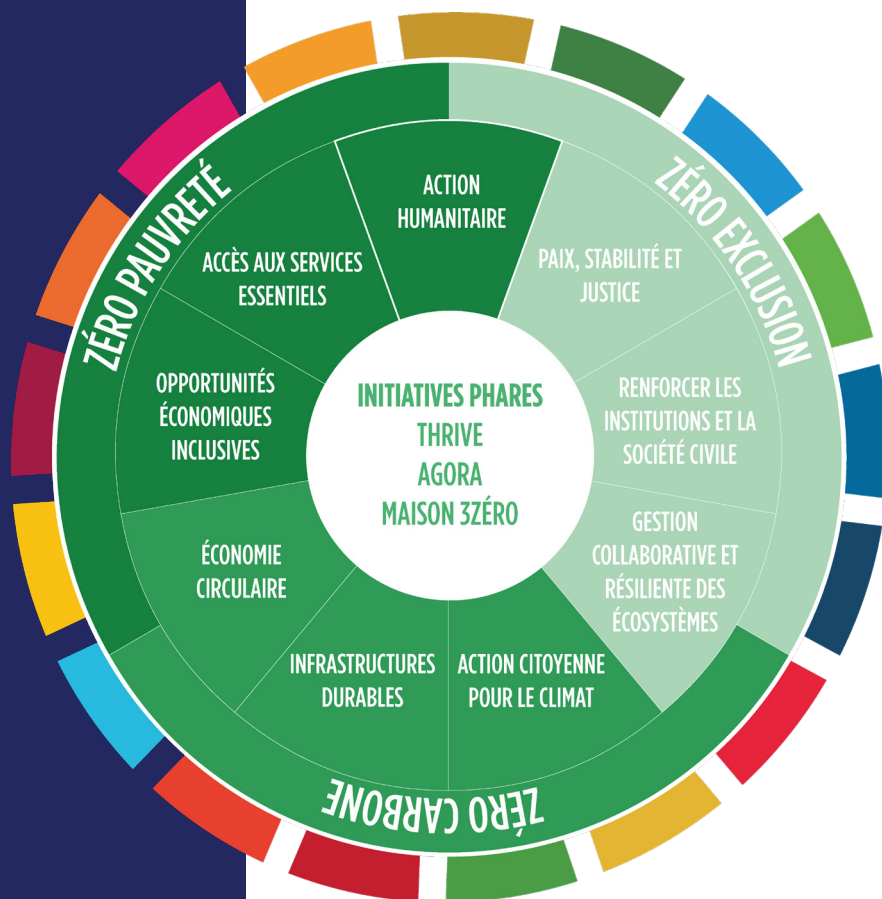 ZÉRO PAUVRETÉ
ZÉRO EXCLUSION
ZÉRO CARBONE
ACTION
HUMANITAIRE
PAIX, STABILITÉ ET
JUSTICE
RENFORCER LES
INSTITUTIONS ET LA
SOCIÉTÉ CIVILE
GESTION
COLLABORATIVE ET
RÉSILIENTE DES
ÉCOSYSTÈMES
ACTION CITOYENNE
POUR LE CLIMAT
INFRASTRUCTURES
DURABLES
ÉCONOMIE
CIRCULAIRE
OPPORTUNITÉS
ÉCONOMIQUES
INCLUSIVES
ACCÈS AUX SERVICES
ESSENTIELS
INITIATIVES PHARES
THRIVE
AGORA
MAISON 3ZÉRO